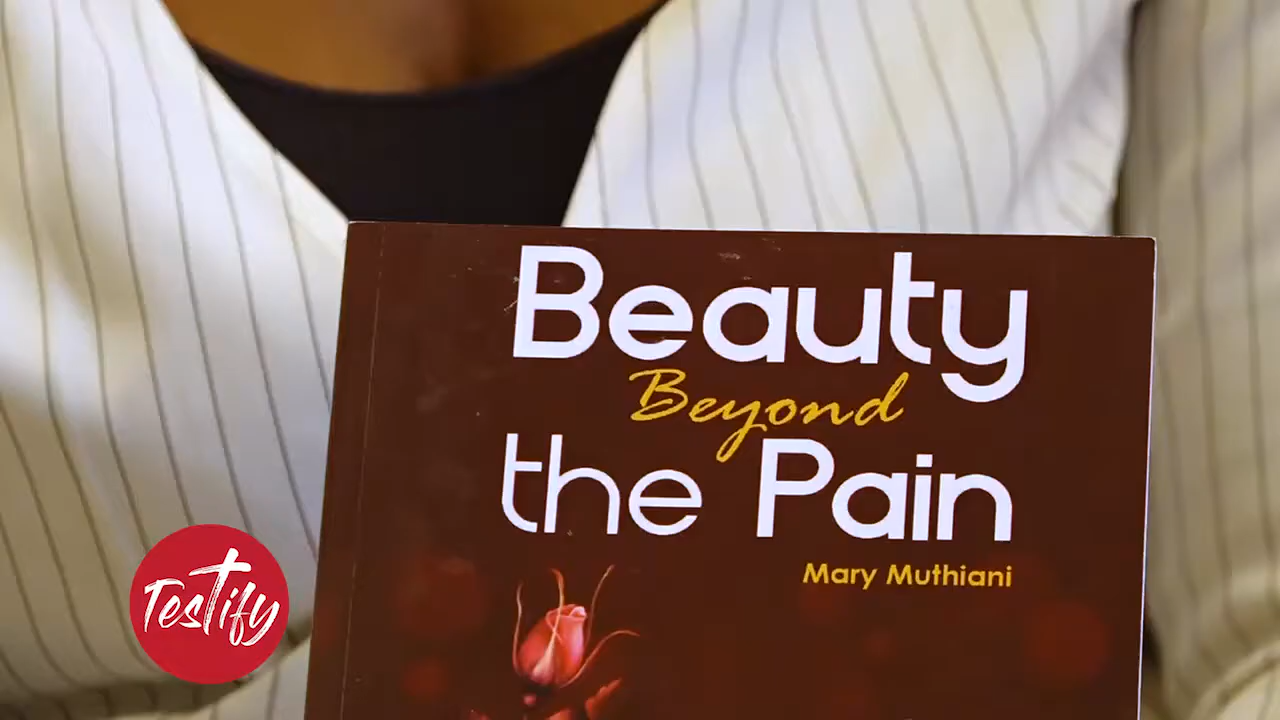 Beauty
Beyond
the Pain
Mary Muthiani
Testify